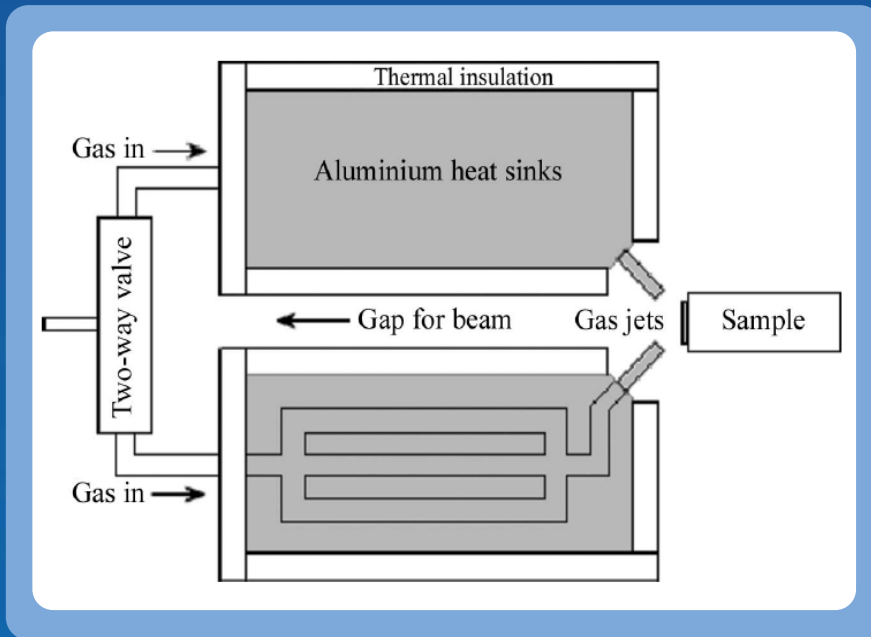 Thermal insulation
Gas in
Aluminium heat sinks
Two-way valve
Gap for beam
Gas jets
Sample
Gas in